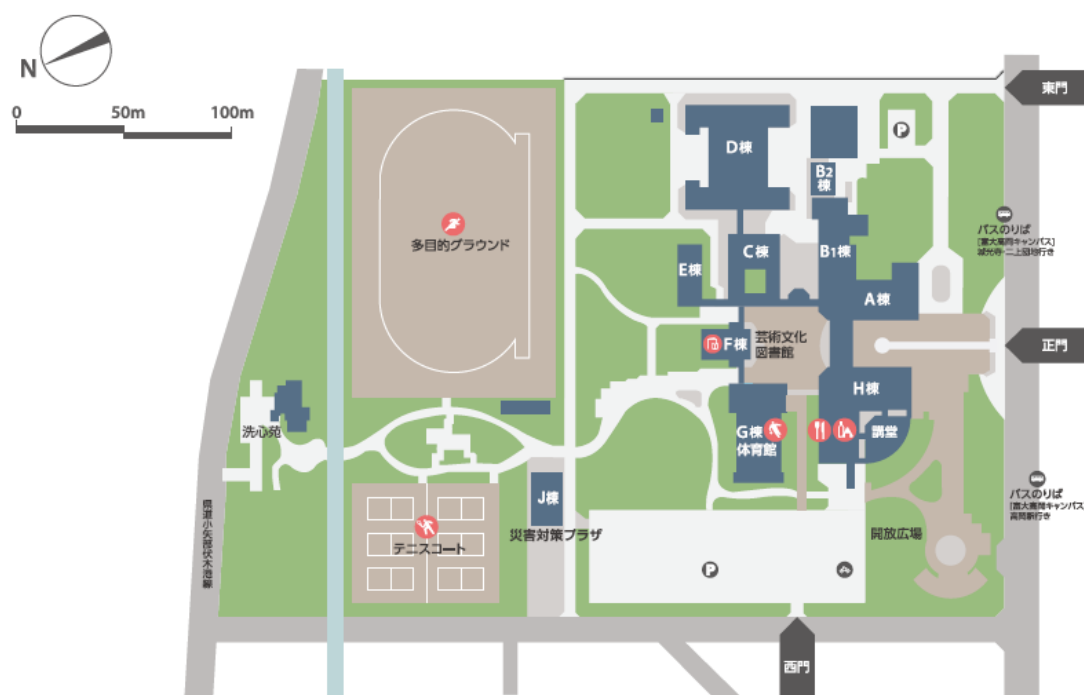 N
0 50m 100m
東門
D棟
P
B2
棟
バスのりば
[富大高岡キャンパス]
城光寺・二上団地行き
多目的グラウンド
E棟
C棟
B1棟
A棟
F棟
芸術文化
図書館
正門
H棟
洗心苑
G棟
体育館
講堂
J棟
バスのりば
[富大高岡キャンパス]
高岡駅行き
県道小矢部伏木港線
テニスコート
災害対策プラザ
開放広場
P
西門